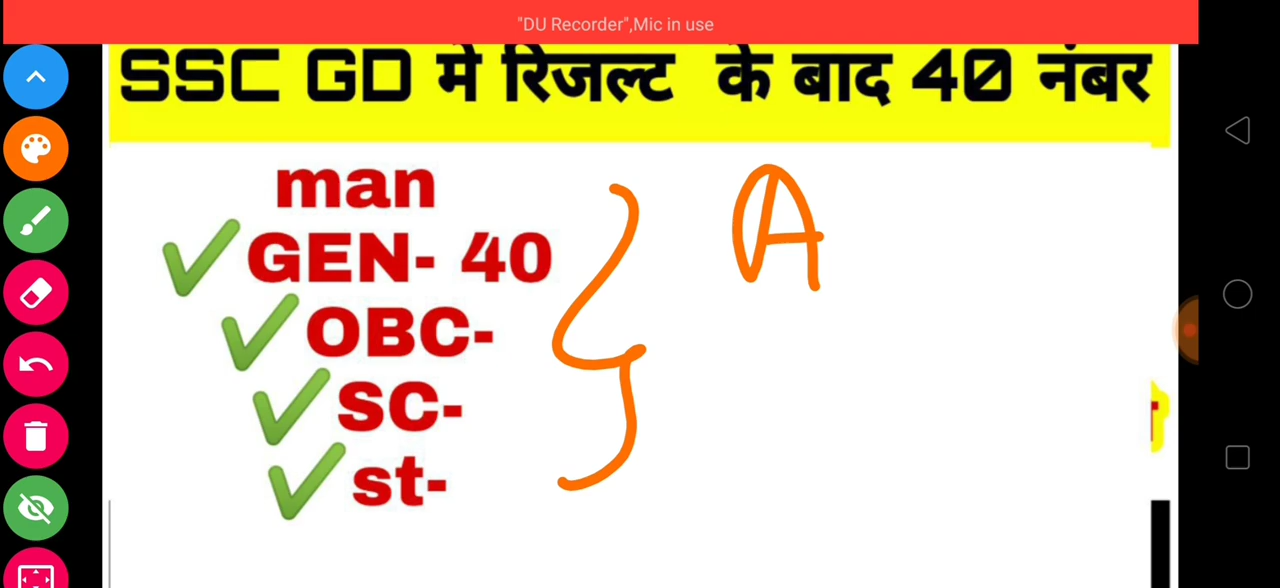 "DU Recorder",Mic in use
SSC GD मे रिजल्ट के बाद 40 नंबर
man
✔GEN- 40
✔OBC-
✔SC-
✔st-
A